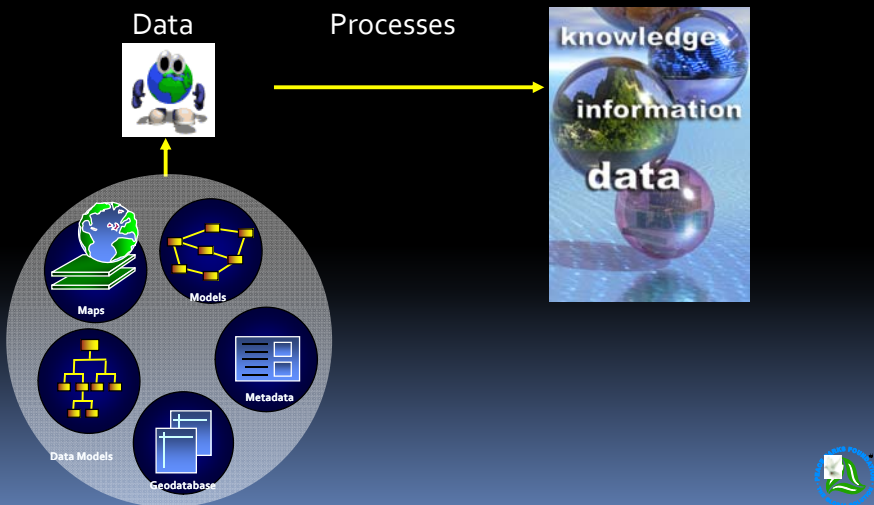 Data
Processes
knowledge
information
data
Maps
Models
Metadata
Data Models
Geodatabase